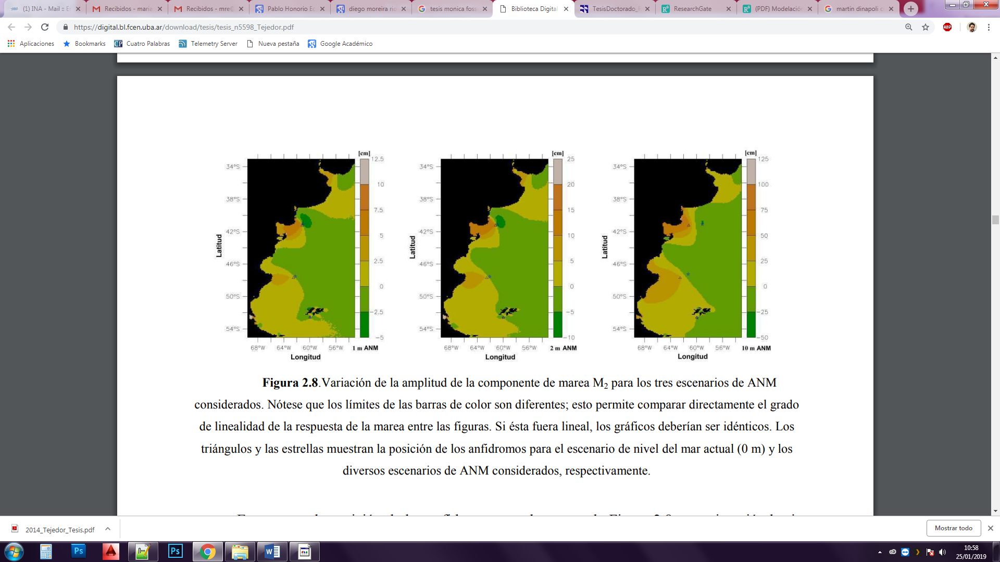 (1) INA - Mail :: E
Recibidos - maria
Recibidos - mre
Pablo Honorio Ec
diego moreira rio
tesis monica foss
Biblioteca Digital
TesisDoctorado_
ResearchGate
(PDF) Modelación
martin dinapoli c
https://digital.bl.fcen.uba.ar/download/tesis/tesis_n5598_Tejedor.pdf
ABP
Aplicaciones
Bookmarks
Cuatro Palabras
Telemetry Server
Nueva pestaña
Google Académico
[cm]
12.5
10
7.5
5
2.5
0
-2.5
-5
34°S
38°S
42°S
46°S
50°S
54°S
Latitud
68°W 64°W 60°W 56°W
1 m ANM
Longitud
[cm]
25
20
15
10
5
0
-5
-10
34°S
38°S
42°S
46°S
50°S
54°S
Latitud
68°W 64°W 60°W 56°W
2 m ANM
Longitud
[cm]
125
100
75
50
25
0
-25
-50
34°S
38°S
42°S
46°S
50°S
54°S
Latitud
68°W 64°W 60°W 56°W
10 m ANM
Longitud
Figura 2.8.Variación de la amplitud de la componente de marea M2 para los tres escenarios de ANM
considerados. Nótese que los límites de las barras de color son diferentes; esto permite comparar directamente el grado
de linealidad de la respuesta de la marea entre las figuras. Si ésta fuera lineal, los gráficos deberían ser idénticos. Los
triángulos y las estrellas muestran la posición de los anfidromos para el escenario de nivel del mar actual (0 m) y los
diversos escenarios de ANM considerados, respectivamente.
2014_Tejedor_Tesis.pdf
Mostrar todo
Ps
Ps
10:58
25/01/2019